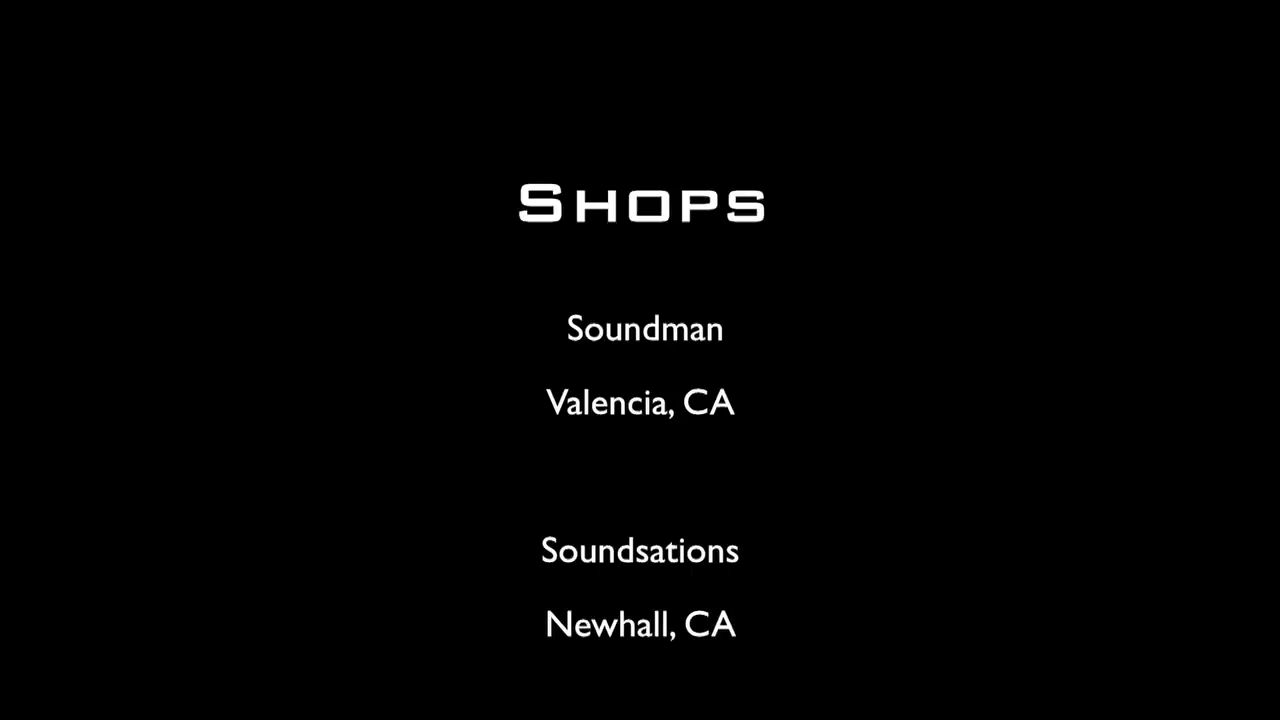 Shops
Soundman
Valencia, CA
Soundsations
Newhall, CA